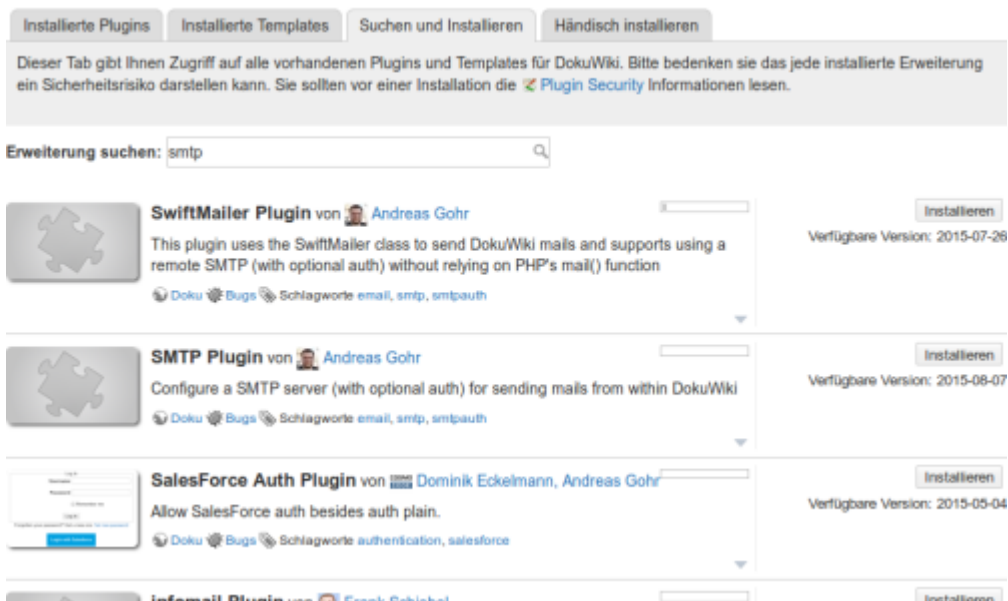 Installierte Plugins Installierte Templates Suchen und Installieren Händisch installieren
Dieser Tab gibt Ihnen Zugriff auf alle vorhandenen Plugins und Templates für DokuWiki. Bitte bedenken sie das jede installierte Erweiterung
ein Sicherheitsrisiko darstellen kann. Sie sollten vor einer Installation die Plugin Security Informationen lesen.
Erweiterung suchen: smtp
SwiftMailer Plugin von Andreas Gohr
Installieren
Verfügbare Version: 2015-07-26
This plugin uses the SwiftMailer class to send DokuWiki mails and supports using a
remote SMTP (with optional auth) without relying on PHP's mail() function
Doku Bugs Schlagworte email, smtp, smtpauth
SMTP Plugin von Andreas Gohr
Installieren
Verfügbare Version: 2015-08-07
Configure a SMTP server (with optional auth) for sending mails from within DokuWiki
Doku Bugs Schlagworte email, smtp, smtpauth
SalesForce Auth Plugin von Dominik Eckelmann, Andreas Gohr
Installieren
Verfügbare Version: 2015-05-04
Allow SalesForce auth besides auth plain.
Doku Bugs Schlagworte authentication, salesforce
infomail Plugin von Frank Schiebel
Installieren